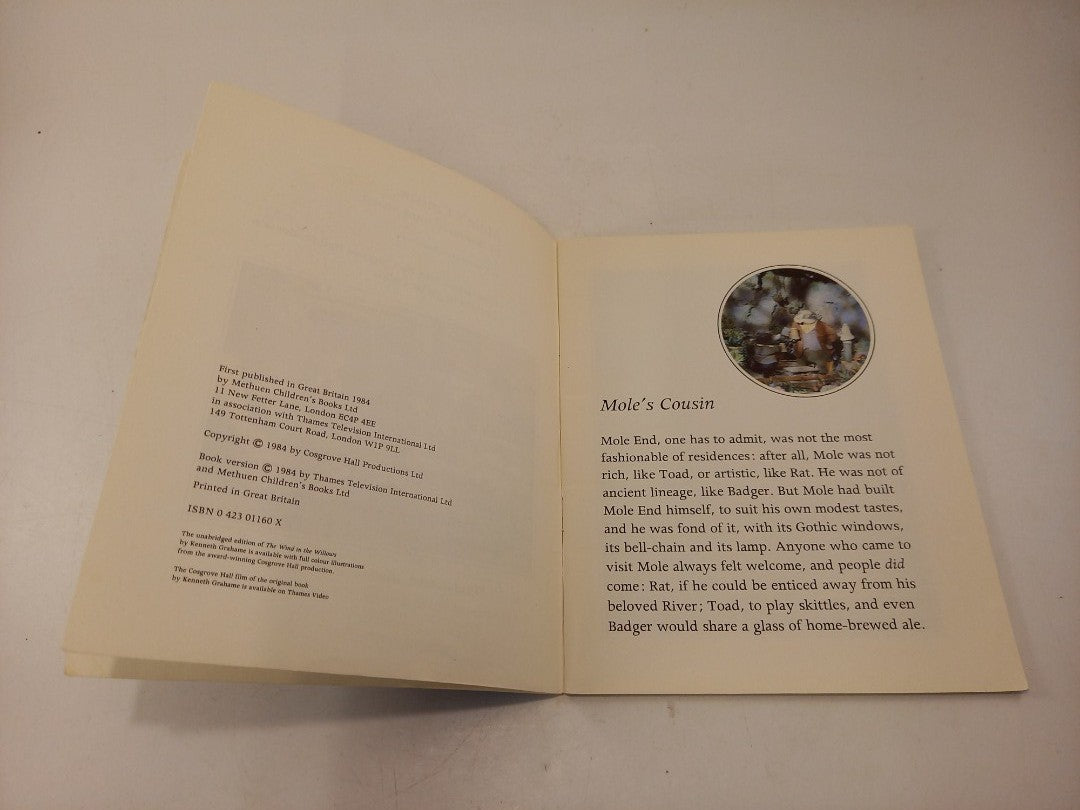 First published in Great Britain 1984
by Methuen Children's Books Ltd
11 New Fetter Lane, London EC4P 4EE
in association with Thames Television International Ltd
149 Tottenham Court Road, London W1P 9LL
Copyright © 1984 by Cosgrove Hall Productions Ltd
Book version © 1984 by Thames Television International Ltd
and Methuen Children's Books Ltd
Printed in Great Britain
ISBN 0 423 01160 X
The unabridged edition of The Wind in the Willows
by Kenneth Grahame is available with full colour illustrations
from the award-winning Cosgrove Hall production.
The Cosgrove Hall film of the original book
by Kenneth Grahame is available on Thames Video
Mole's Cousin
Mole End, one has to admit, was not the most
fashionable of residences: after all, Mole was not
rich, like Toad, or artistic, like Rat. He was not of
ancient lineage, like Badger. But Mole had built
Mole End himself, to suit his own modest tastes,
and he was fond of it, with its Gothic windows,
its bell-chain and its lamp. Anyone who came to
visit Mole always felt welcome, and people did
come: Rat, if he could be enticed away from his
beloved River; Toad, to play skittles, and even
Badger would share a glass of home-brewed ale.